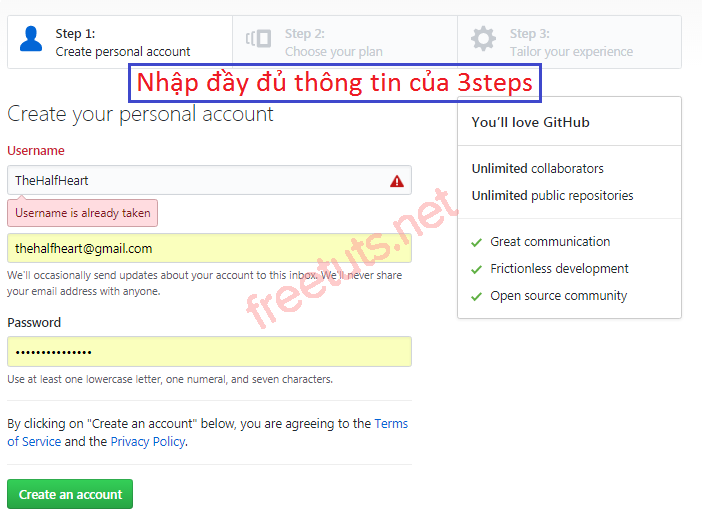 Step 1:
Create personal account
Step 2:
Choose your plan
Step 3:
Tailor your experience
Nhập đầy đủ thông tin của 3steps
Create your personal account
Username
TheHalfHeart
Username is already taken
thehalfheart@gmail.com
We'll occasionally send updates about your account to this inbox. We'll never share
your email address with anyone.
Password
•••••••••••••••
Use at least one lowercase letter, one numeral, and seven characters.
By clicking on "Create an account" below, you are agreeing to the Terms
of Service and the Privacy Policy.
Create an account
You'll love GitHub
Unlimited collaborators
Unlimited public repositories
Great communication
Frictionless development
Open source community
freetuts.net